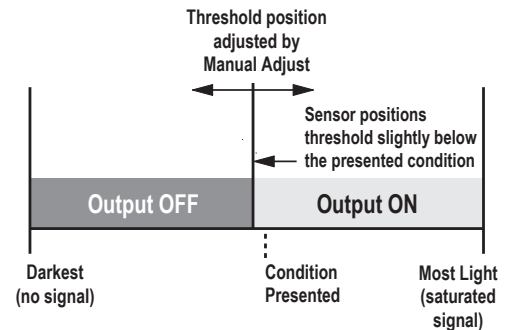 Threshold position
adjusted by
Manual Adjust
Sensor positions
threshold slightly below
the presented condition
Output OFF
Output ON
Darkest
(no signal)
Condition
Presented
Most Light
(saturated
signal)